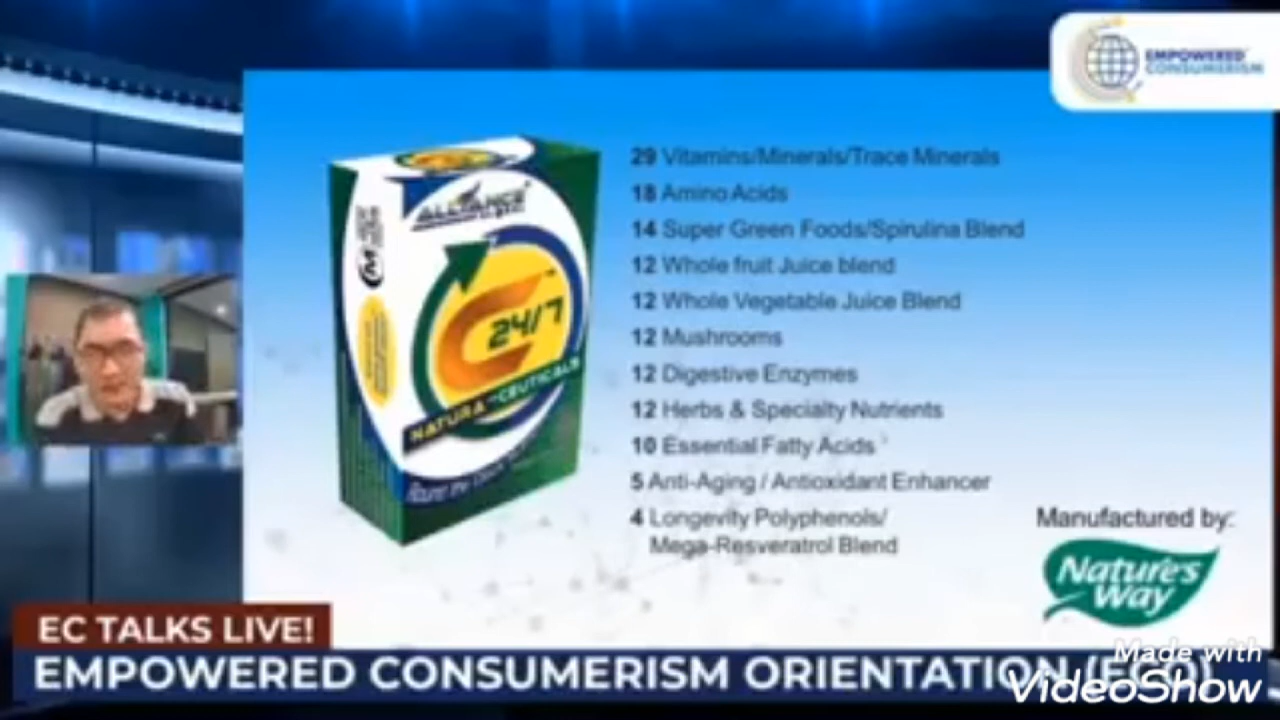 EMPOWERED
CONSUMERISM
29 Vitamins/Minerals/Trace Minerals
18 Amino Acids
14 Super Green Foods/Spirulina Blend
12 Whole fruit Juice blend
12 Whole Vegetable Juice Blend
12 Mushrooms
12 Digestive Enzymes
12 Herbs & Specialty Nutrients
10 Essential Fatty Acids
5 Anti-Aging / Antioxidant Enhancer
4 Longevity Polyphenols/
Mega-Resveratrol Blend
ALLIANCE
C 24/7
NATURA-CEUTICALS
Manufactured by:
Nature's
Way
EC TALKS LIVE!
EMPOWERED CONSUMERISM ORIENTATION
Made with
VideoShow